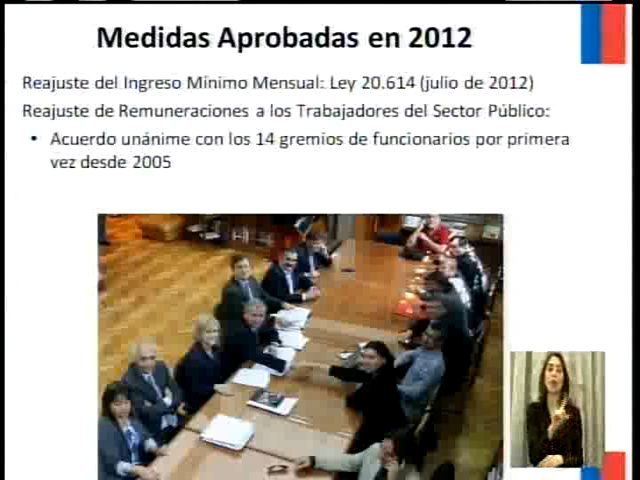 Medidas Aprobadas en 2012
Reajuste del Ingreso Mínimo Mensual: Ley 20.614 (julio de 2012)
Reajuste de Remuneraciones a los Trabajadores del Sector Público:
• Acuerdo unánime con los 14 gremios de funcionarios por primera
vez desde 2005